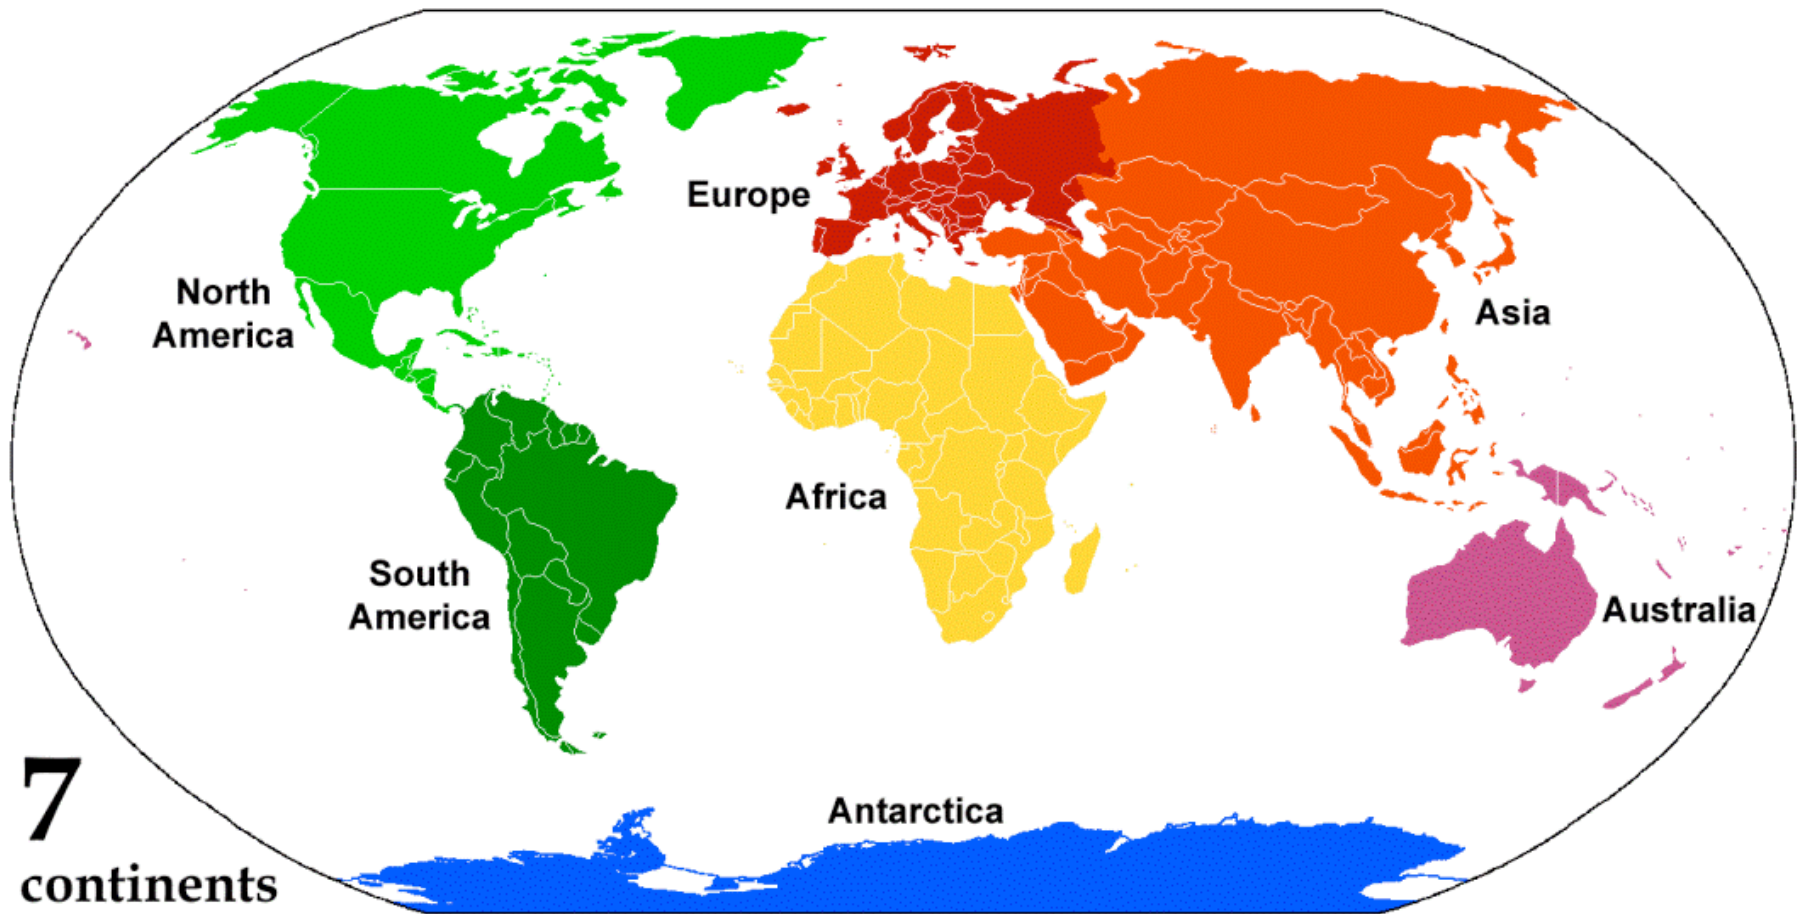 Europe
North
America
Asia
Africa
South
America
Australia
Antarctica
7
continents